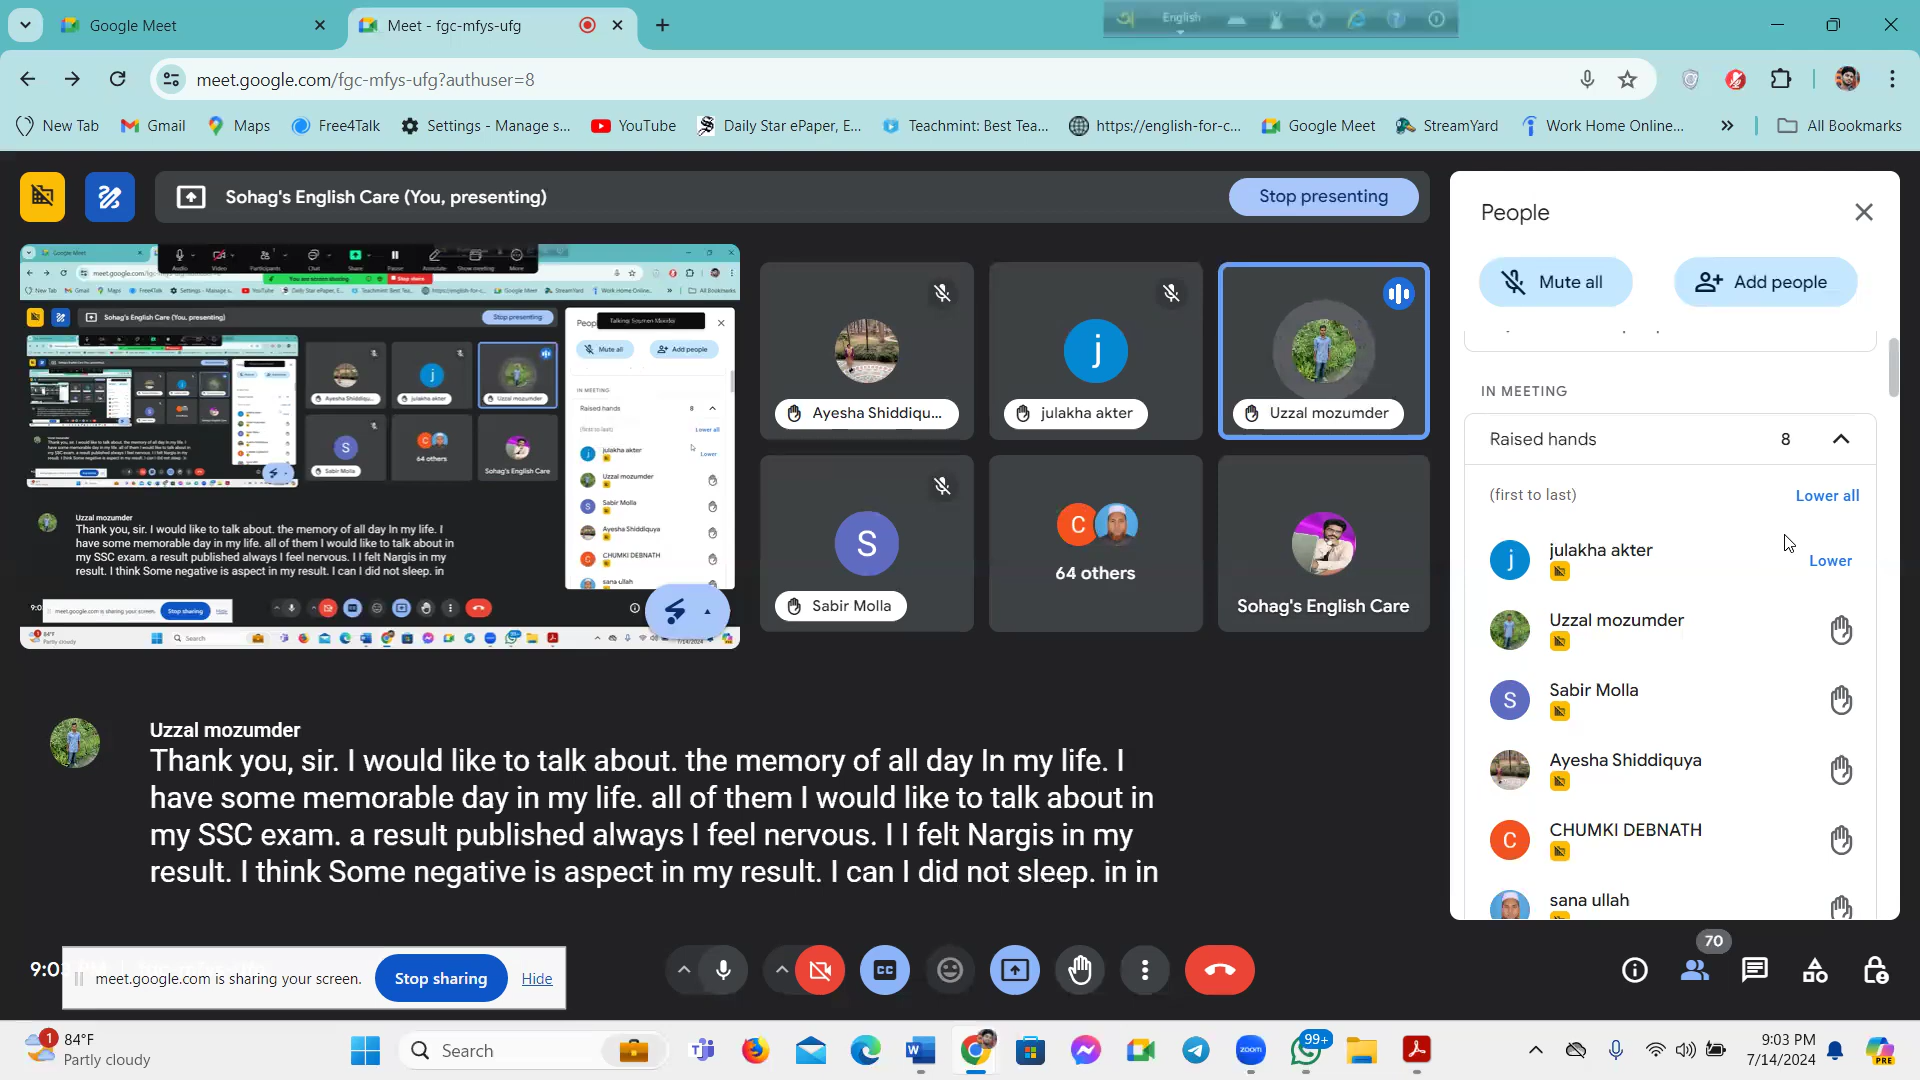 Google Meet
Meet - fgc-mfys-ufg
English
meet.google.com/fgc-mfys-ufg?authuser=8
New Tab
Gmail
Maps
Free4Talk
Settings - Manage s...
YouTube
Daily Star ePaper, E...
Teachmint: Best Tea...
https://english-for-c...
Google Meet
StreamYard
Work Home Online...
All Bookmarks
Sohag's English Care (You, presenting)
Stop presenting
Ayesha Shiddiqu...
julakha akter
Uzzal mozumder
Sabir Molla
64 others
Sohag's English Care
People
Mute all
Add people
IN MEETING
Raised hands 8
(first to last)
Lower all
julakha akter
Lower
Uzzal mozumder
Sabir Molla
Ayesha Shiddiquya
CHUMKI DEBNATH
sana ullah
Uzzal mozumder
Thank you, sir. I would like to talk about. the memory of all day In my life. I
have some memorable day in my life. all of them I would like to talk about in
my SSC exam. a result published always I feel nervous. I I felt Nargis in my
result. I think Some negative is aspect in my result. I can I did not sleep. in in
9:03
meet.google.com is sharing your screen.
Stop sharing
Hide
CC
70
1
84°F
Partly cloudy
Search
zoom
99+
9:03 PM
7/14/2024
PRE